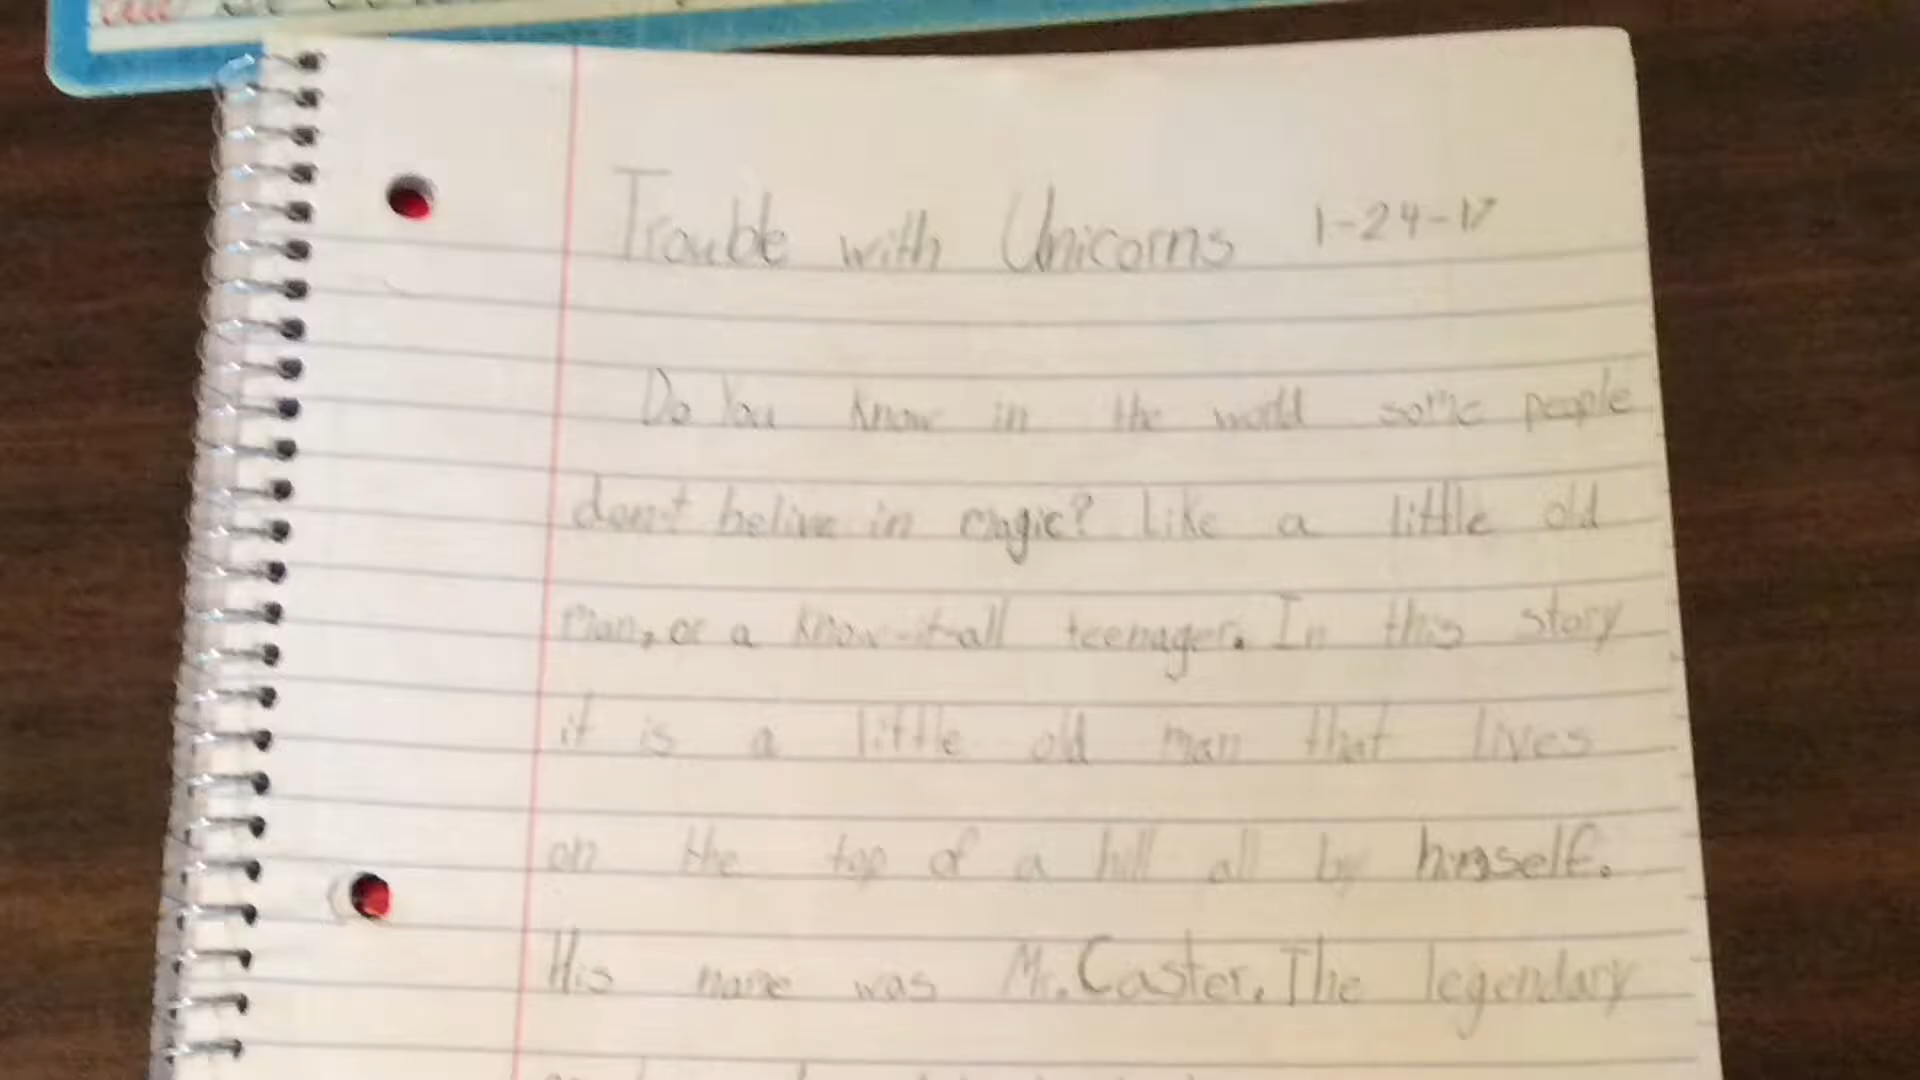 Trouble with Unicorns 1-24-17
Do You know in the world some people
don't belive in magic? Like a little old
man, or a know-it-all teenager. In this story
it is a little old man that lives
on the top of a hill all by himself.
His name was Mr. Caster. The legendary